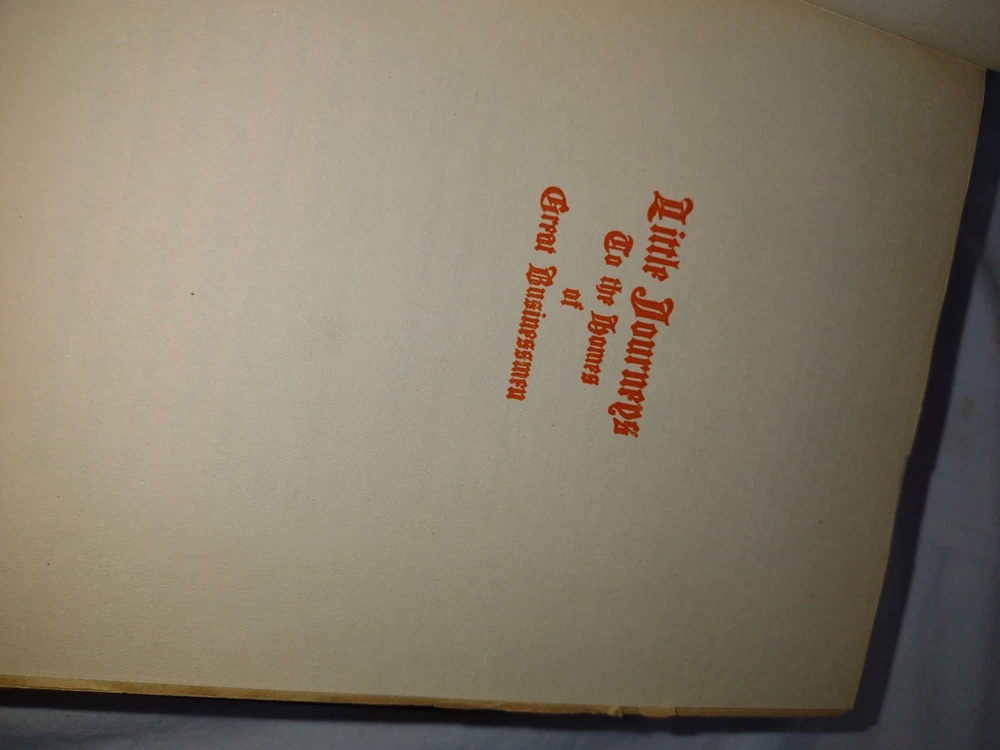 Little Journeys
To the Homes
of
Great Businessmen